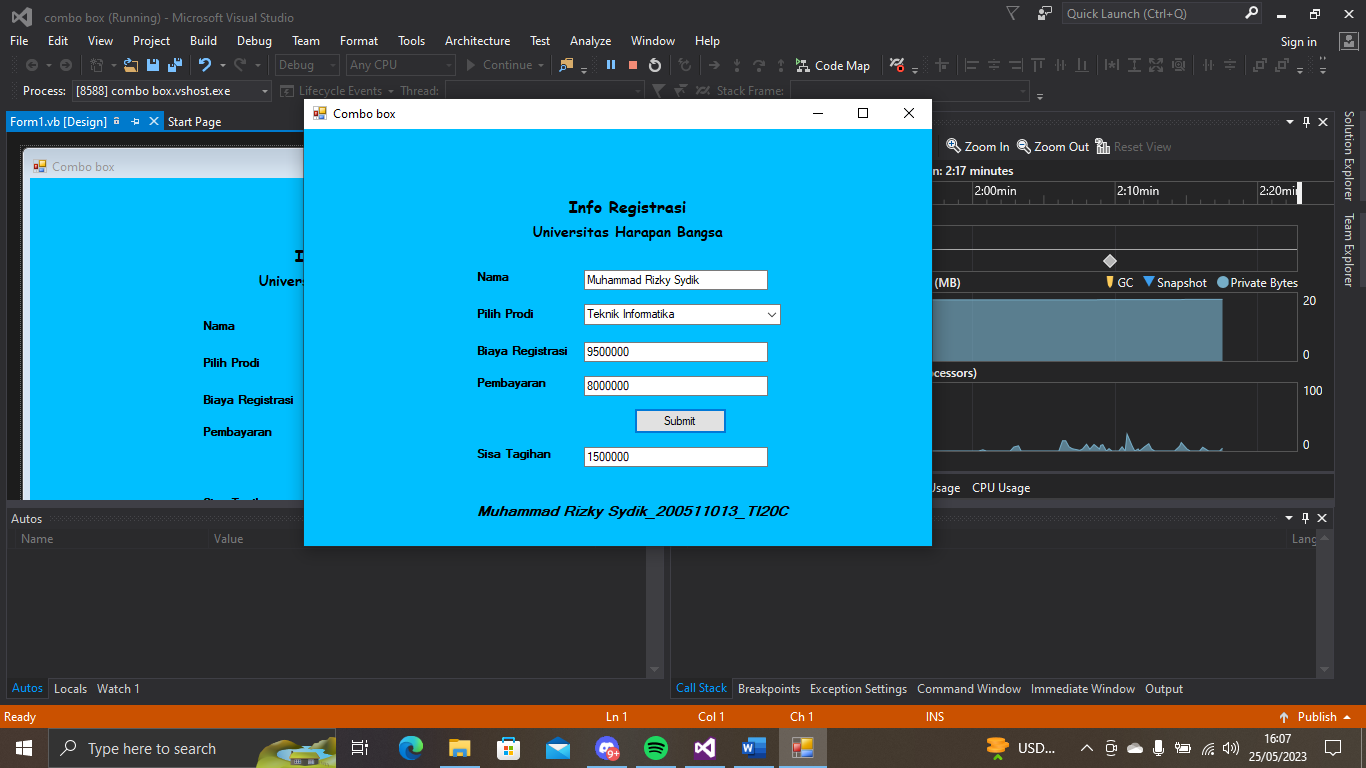 combo box (Running) - Microsoft Visual Studio
Quick Launch (Ctrl+Q)
File Edit View Project Build Debug Team Format Tools Architecture Test Analyze Window Help
Sign in
Debug Any CPU Continue Code Map
Process: [8588] combo box.vshost.exe Lifecycle Events Thread: Stack Frame:
Form1.vb [Design] Start Page
Combo box
Combo box
Info Registrasi
Universitas Harapan Bangsa
Nama Muhammad Rizky Sydik
Pilih Prodi Teknik Informatika
Biaya Registrasi 9500000
Pembayaran 8000000
Submit
Sisa Tagihan 1500000
Muhammad Rizky Sydik_200511013_TI20C
Nama
Pilih Prodi
Biaya Registrasi
Pembayaran
Zoom In Zoom Out Reset View
n: 2:17 minutes
2:00min 2:10min 2:20min
(MB) GC Snapshot Private Bytes
20
0
cessors)
100
0
Usage CPU Usage
Solution Explorer
Team Explorer
Autos
Name Value
Lang
Autos Locals Watch 1
Call Stack Breakpoints Exception Settings Command Window Immediate Window Output
Ready Ln 1 Col 1 Ch 1 INS Publish
Type here to search
9+
USD...
16:07
25/05/2023